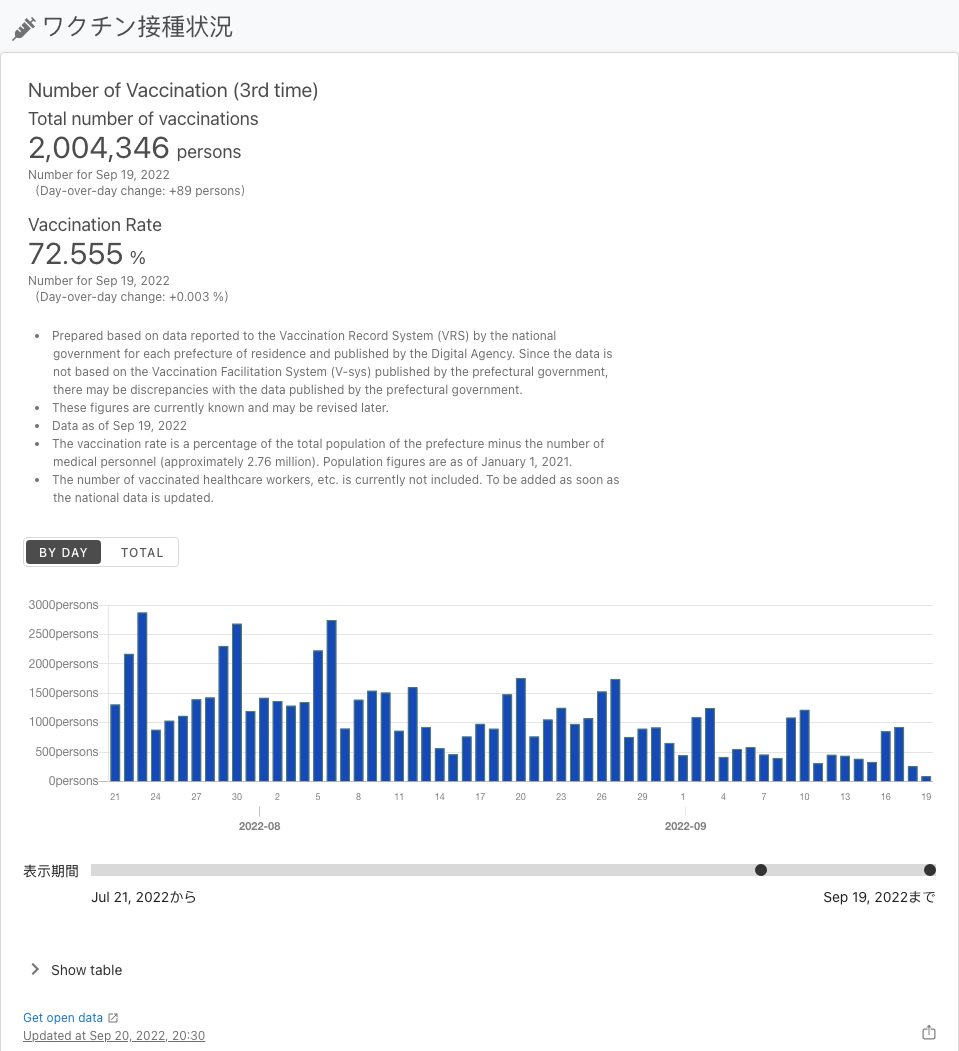 ワクチン接種状況
Number of Vaccination (3rd time)
Total number of vaccinations
2,004,346 persons
Number for Sep 19, 2022
(Day-over-day change: +89 persons)
Vaccination Rate
72.555 %
Number for Sep 19, 2022
(Day-over-day change: +0.003 %)
• Prepared based on data reported to the Vaccination Record System (VRS) by the national
government for each prefecture of residence and published by the Digital Agency. Since the data is
not based on the Vaccination Facilitation System (V-sys) published by the prefectural government,
there may be discrepancies with the data published by the prefectural government.
• These figures are currently known and may be revised later.
• Data as of Sep 19, 2022
• The vaccination rate is a percentage of the total population of the prefecture minus the number of
medical personnel (approximately 2.76 million). Population figures are as of January 1, 2021.
• The number of vaccinated healthcare workers, etc. is currently not included. To be added as soon as
the national data is updated.
BY DAY TOTAL
3000persons
2500persons
2000persons
1500persons
1000persons
500persons
0persons
21 24 27 30 2 5 8 11 14 17 20 23 26 29 1 4 7 10 13 16 19
2022-08 2022-09
表示期間
Jul 21, 2022から Sep 19, 2022まで
Show table
Get open data
Updated at Sep 20, 2022, 20:30